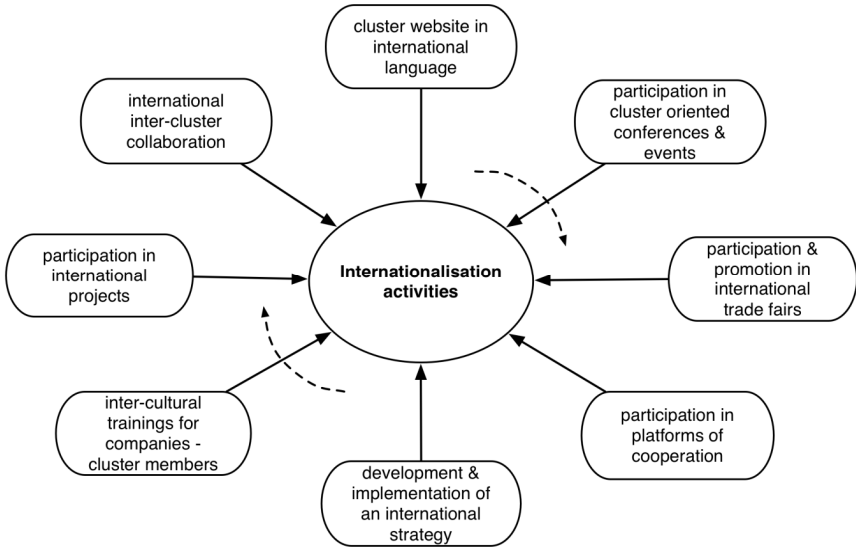 cluster website in
international
language
participation in
cluster oriented
conferences &
events
participation &
promotion in
international
trade fairs
participation in
platforms of
cooperation
development &
implementation of
an international
strategy
inter-cultural
trainings for
companies -
cluster members
participation in
international
projects
international
inter-cluster
collaboration
Internationalisation
activities